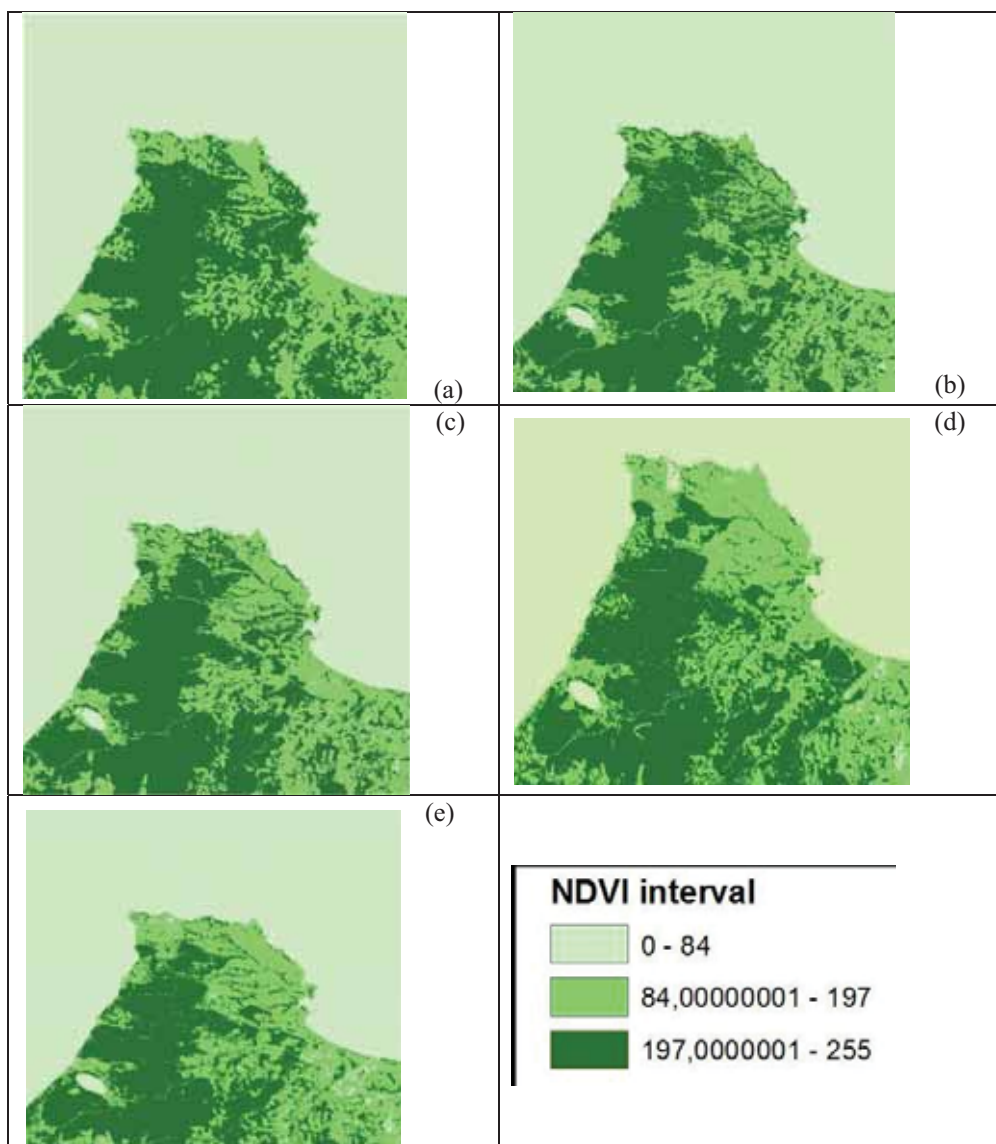 (a)
(b)
(c)
(d)
(e)
NDVI interval
0 - 84
84,00000001 - 197
197,0000001 - 255